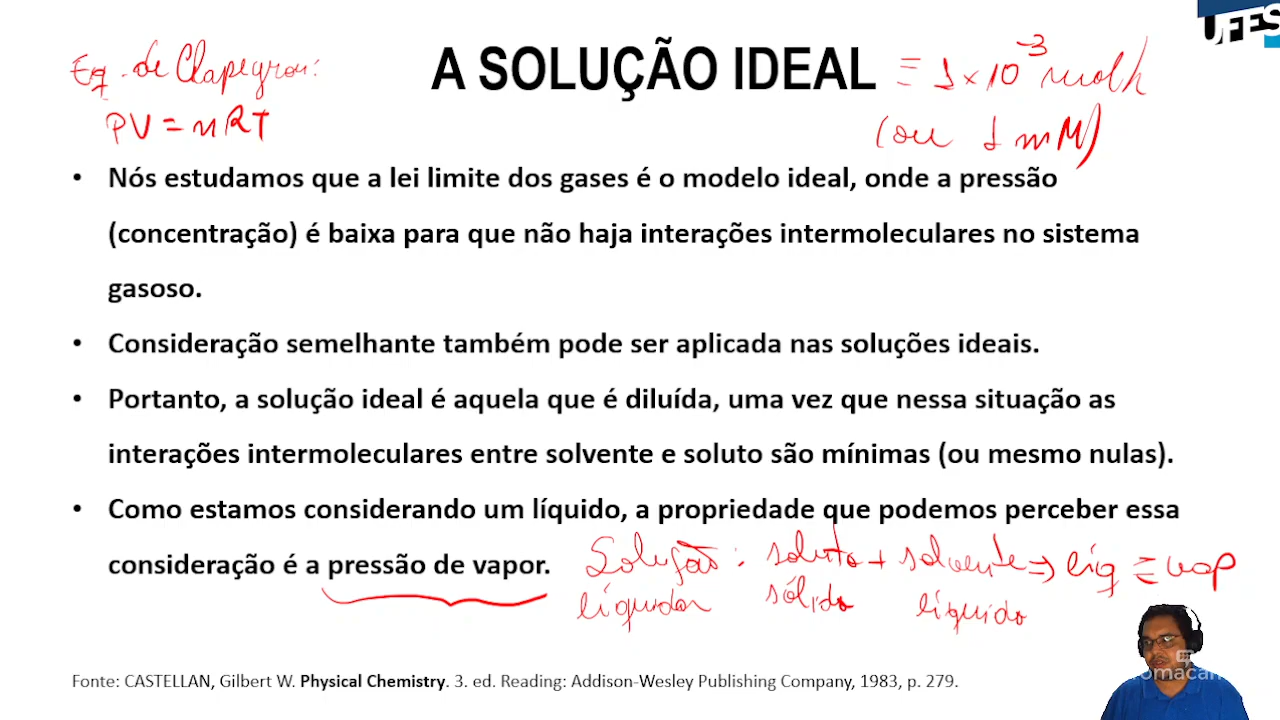 UFES
Eq. de Clapeyron:
PV = nRT
A SOLUÇÃO IDEAL
≡ 1 × 10⁻³ mol/L
(ou 1 mM)
• Nós estudamos que a lei limite dos gases é o modelo ideal, onde a pressão
(concentração) é baixa para que não haja interações intermoleculares no sistema
gasoso.
• Consideração semelhante também pode ser aplicada nas soluções ideais.
• Portanto, a solução ideal é aquela que é diluída, uma vez que nessa situação as
interações intermoleculares entre solvente e soluto são mínimas (ou mesmo nulas).
• Como estamos considerando um líquido, a propriedade que podemos perceber essa
consideração é a pressão de vapor.
Solução: soluto + solvente ⇒ líq ⇌ vap
líquida sólido líquido
Fonte: CASTELLAN, Gilbert W. Physical Chemistry. 3. ed. Reading: Addison-Wesley Publishing Company, 1983, p. 279.